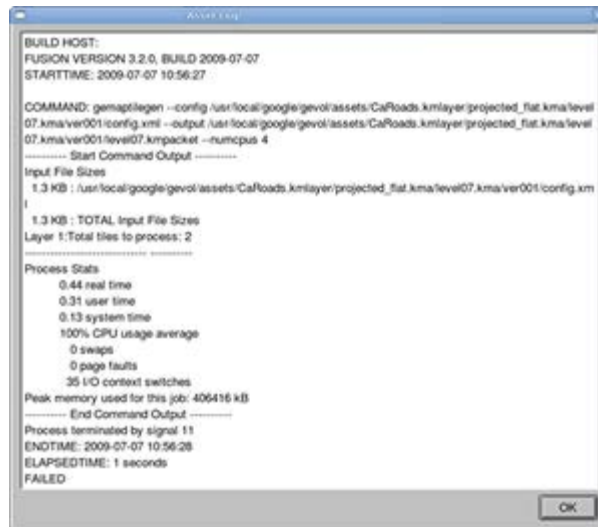 Asset Log
BUILD HOST:
FUSION VERSION 3.2.0, BUILD 2009-07-07
STARTTIME: 2009-07-07 10:56:27
COMMAND: gemaptilegen --config /usr/local/google/gevol/assets/CaRoads.kmlayer/projected_flat.kma/level
07.kma/ver001/config.xml --output /usr/local/google/gevol/assets/CaRoads.kmlayer/projected_flat.kma/level
07.kma/ver001/level07.kmpacket --numcpus 4
---------- Start Command Output ----------
Input File Sizes
1.3 KB : /usr/local/google/gevol/assets/CaRoads.kmlayer/projected_flat.kma/level07.kma/ver001/config.xm
l
1.3 KB : TOTAL Input File Sizes
Layer 1:Total tiles to process: 2
------------------------------ ----------
Process Stats
0.44 real time
0.31 user time
0.13 system time
100% CPU usage average
0 swaps
0 page faults
35 I/O context switches
Peak memory used for this job: 406416 kB
---------- End Command Output ----------
Process terminated by signal 11
ENDTIME: 2009-07-07 10:56:28
ELAPSEDTIME: 1 seconds
FAILED
OK